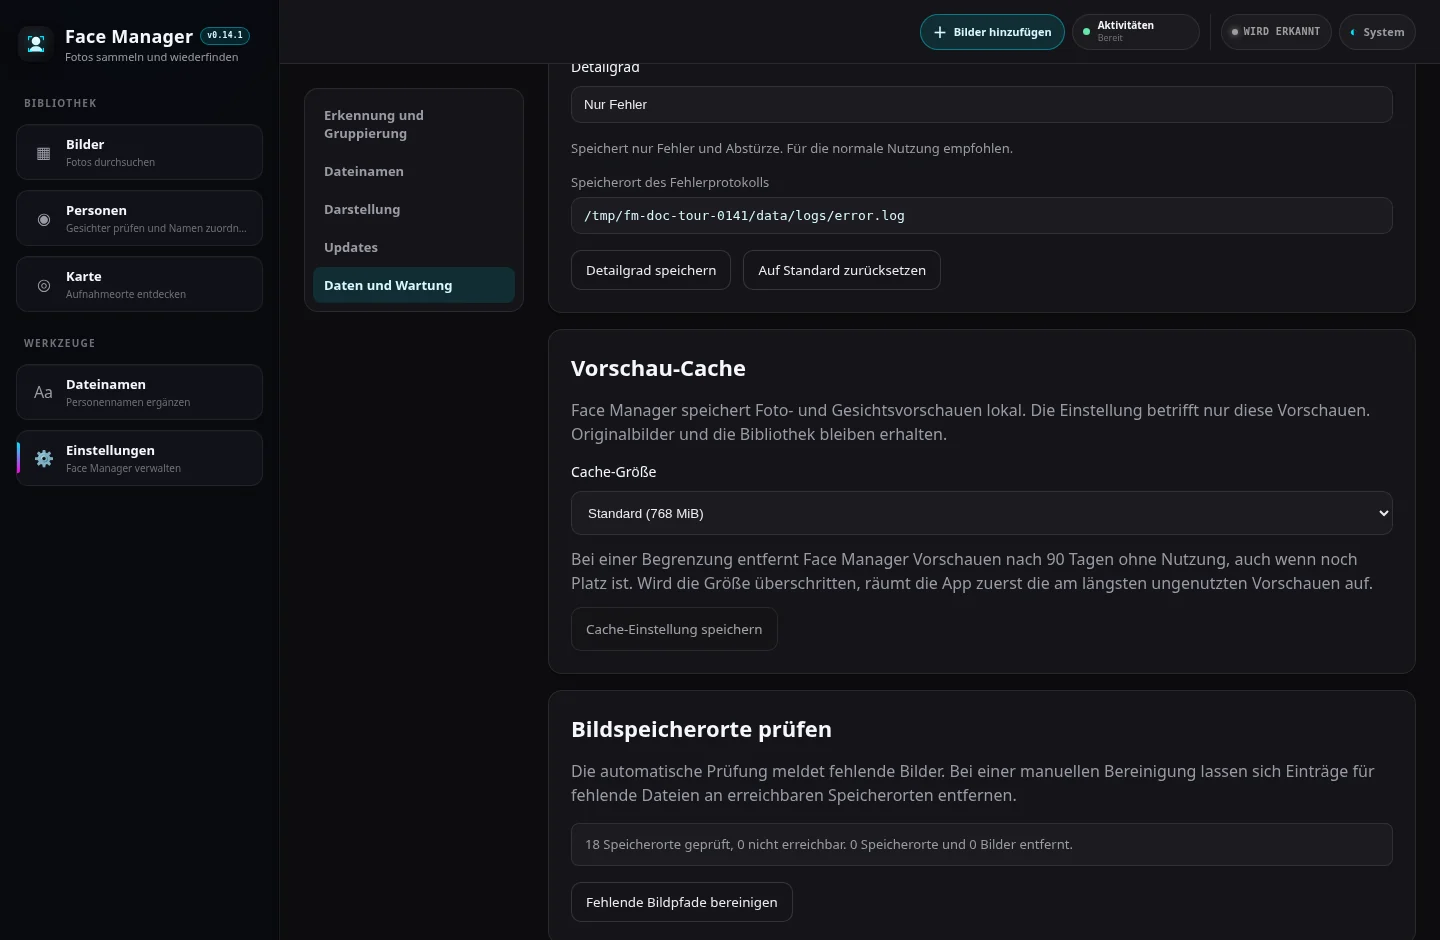 Face Manager v0.14.1
Fotos sammeln und wiederfinden
BIBLIOTHEK
Bilder
Fotos durchsuchen
Personen
Gesichter prüfen und Namen zuordn...
Karte
Aufnahmeorte entdecken
WERKZEUGE
Aa
Dateinamen
Personennamen ergänzen
Einstellungen
Face Manager verwalten
Bilder hinzufügen
Aktivitäten
Bereit
WIRD ERKANNT
System
Erkennung und
Gruppierung
Dateinamen
Darstellung
Updates
Daten und Wartung
Detailgrad
Nur Fehler
Speichert nur Fehler und Abstürze. Für die normale Nutzung empfohlen.
Speicherort des Fehlerprotokolls
/tmp/fm-doc-tour-0141/data/logs/error.log
Detailgrad speichern
Auf Standard zurücksetzen
Vorschau-Cache
Face Manager speichert Foto- und Gesichtsvorschauen lokal. Die Einstellung betrifft nur diese Vorschauen.
Originalbilder und die Bibliothek bleiben erhalten.
Cache-Größe
Standard (768 MiB)
Bei einer Begrenzung entfernt Face Manager Vorschauen nach 90 Tagen ohne Nutzung, auch wenn noch
Platz ist. Wird die Größe überschritten, räumt die App zuerst die am längsten ungenutzten Vorschauen auf.
Cache-Einstellung speichern
Bildspeicherorte prüfen
Die automatische Prüfung meldet fehlende Bilder. Bei einer manuellen Bereinigung lassen sich Einträge für
fehlende Dateien an erreichbaren Speicherorten entfernen.
18 Speicherorte geprüft, 0 nicht erreichbar. 0 Speicherorte und 0 Bilder entfernt.
Fehlende Bildpfade bereinigen